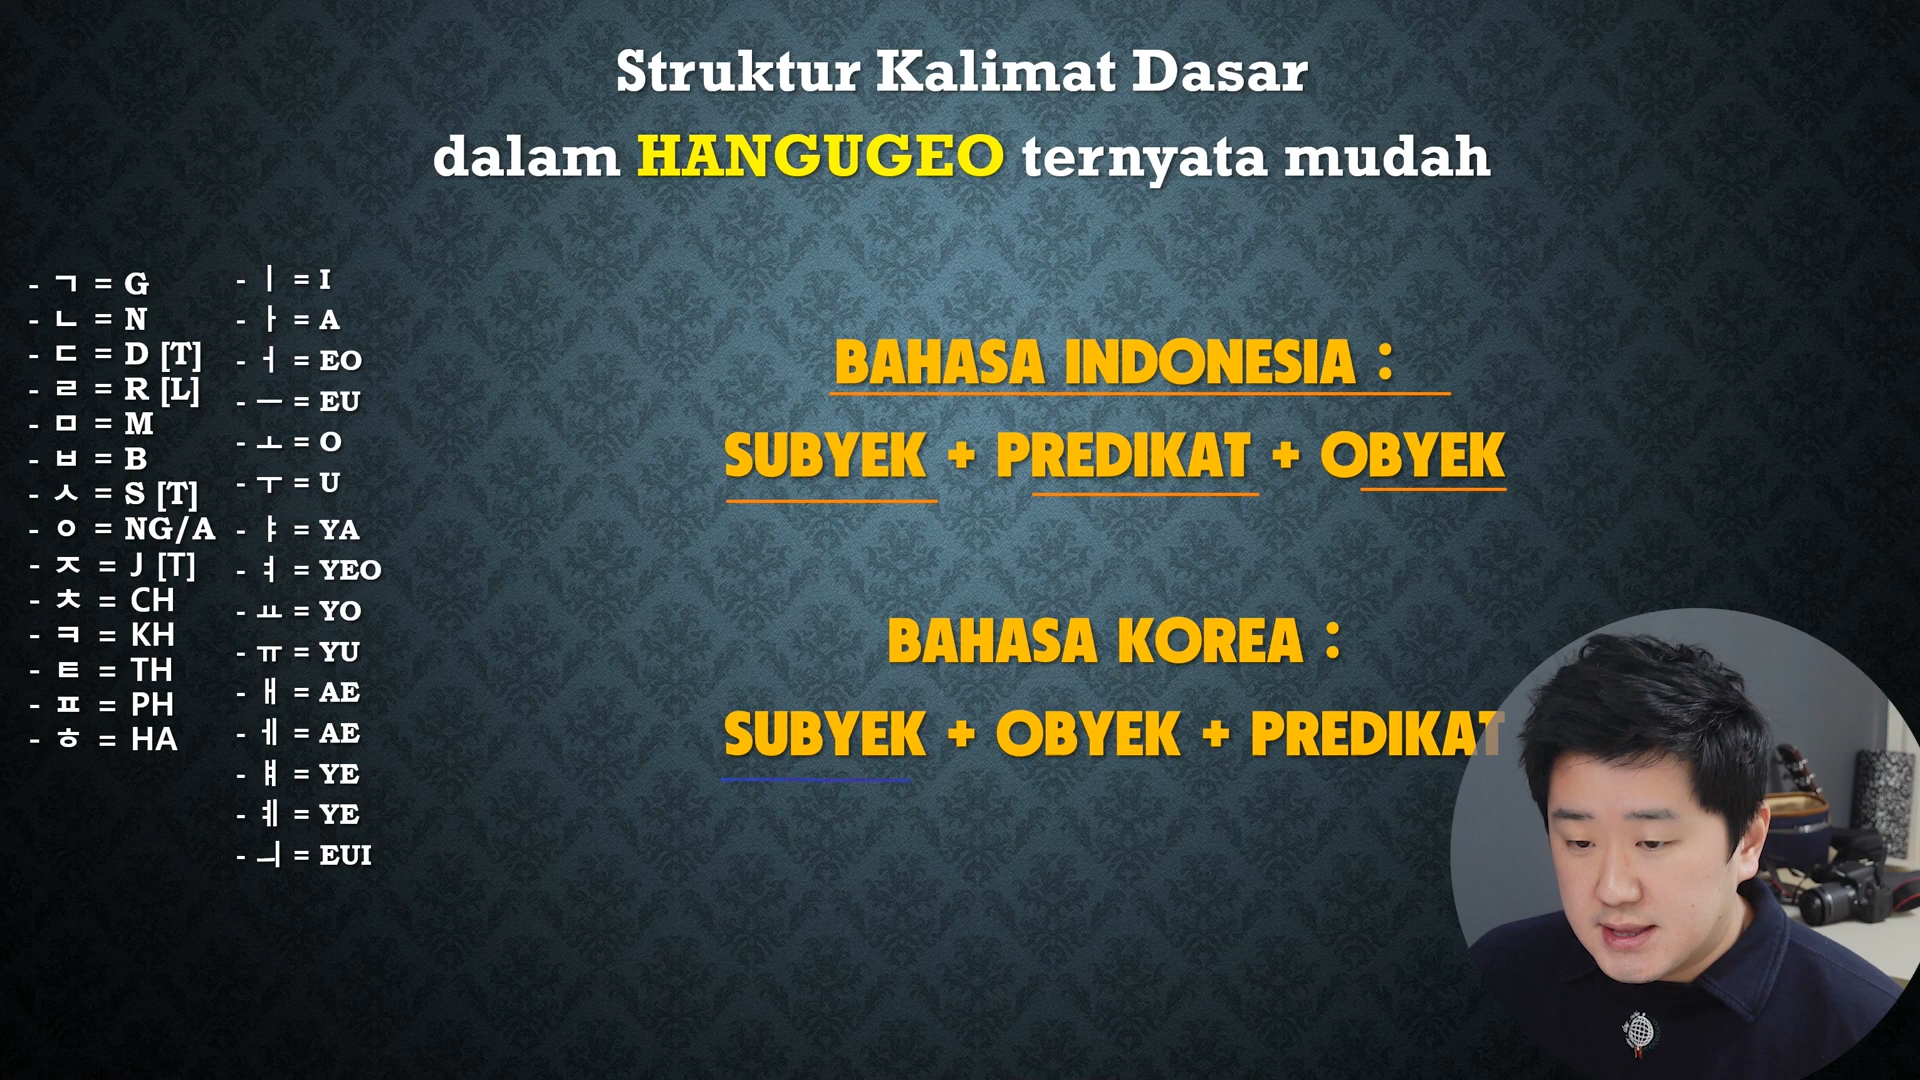 Struktur Kalimat Dasar
dalam HANGUGEO ternyata mudah
- ㄱ = G
- ㄴ = N
- ㄷ = D [T]
- ㄹ = R [L]
- ㅁ = M
- ㅂ = B
- ㅅ = S [T]
- ㅇ = NG/A
- ㅈ = J [T]
- ㅊ = CH
- ㅋ = KH
- ㅌ = TH
- ㅍ = PH
- ㅎ = HA
- ㅣ = I
- ㅏ = A
- ㅓ = EO
- ㅡ = EU
- ㅗ = O
- ㅜ = U
- ㅑ = YA
- ㅕ = YEO
- ㅛ = YO
- ㅠ = YU
- ㅐ = AE
- ㅔ = AE
- ㅒ = YE
- ㅖ = YE
- ㅢ = EUI
BAHASA INDONESIA :
SUBYEK + PREDIKAT + OBYEK
BAHASA KOREA :
SUBYEK + OBYEK + PREDIKAT